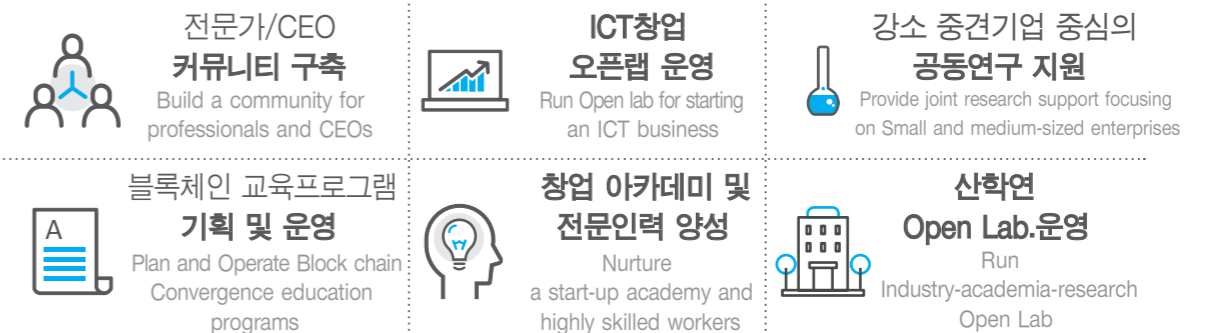 전문가/CEO
커뮤니티 구축
Build a community for
professionals and CEOs
ICT창업
오픈랩 운영
Run Open lab for starting
an ICT business
강소 중견기업 중심의
공동연구 지원
Provide joint research support focusing
on Small and medium-sized enterprises
A
블록체인 교육프로그램
기획 및 운영
Plan and Operate Block chain
Convergence education
programs
창업 아카데미 및
전문인력 양성
Nurture
a start-up academy and
highly skilled workers
산학연
Open Lab.운영
Run
Industry-academia-research
Open Lab